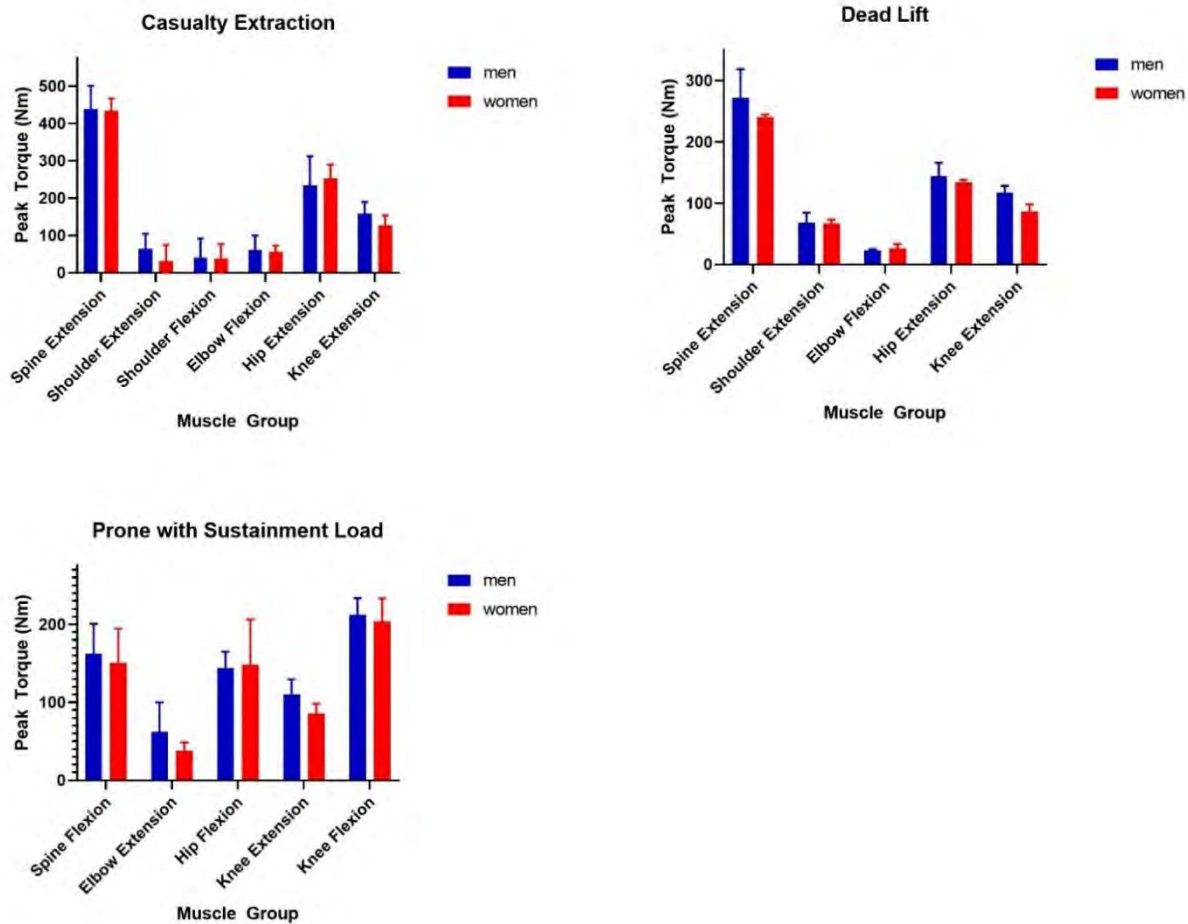 Casualty Extraction
men
women
Peak Torque (Nm)
500
400
300
200
100
0
Spine Extension
Shoulder Extension
Shoulder Flexion
Elbow Flexion
Hip Extension
Knee Extension
Muscle Group
Dead Lift
men
women
Peak Torque (Nm)
300
200
100
0
Spine Extension
Shoulder Extension
Elbow Flexion
Hip Extension
Knee Extension
Muscle Group
Prone with Sustainment Load
men
women
Peak Torque (Nm)
200
100
0
Spine Flexion
Elbow Extension
Hip Flexion
Knee Extension
Knee Flexion
Muscle Group